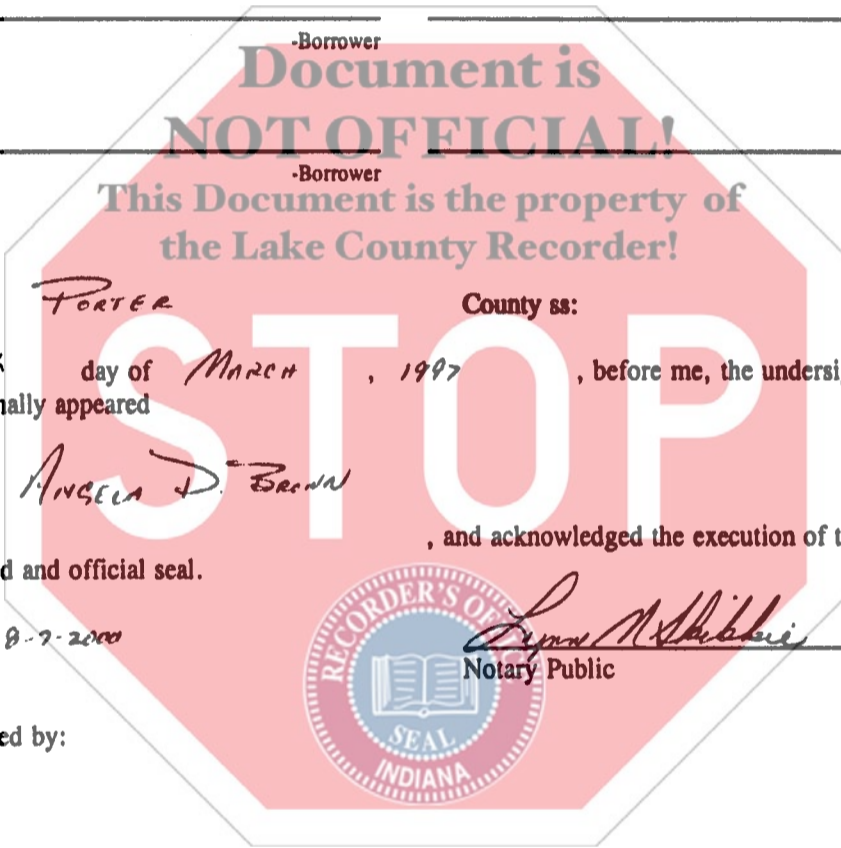 -Borrower
Document is
NOT OFFICIAL!
-Borrower
This Document is the property of
the Lake County Recorder!
PORTER County ss:
day of MARCH , 1997 , before me, the undersi
nally appeared
STOP
ANGELA D. BROWN
, and acknowledged the execution of t
d and official seal.
8-7-2000
Lynn M Skibbie
Notary Public
RECORDER'S OFFICE
SEAL
INDIANA
ed by: